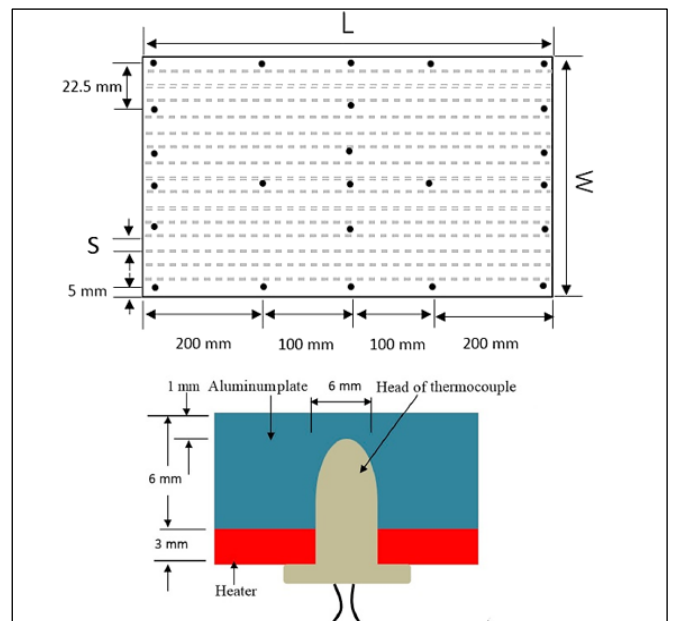 L
22.5 mm
W
S
5 mm
200 mm 100 mm 100 mm 200 mm
1 mm Aluminumplate 6 mm Head of thermocouple
6 mm
3 mm
Heater